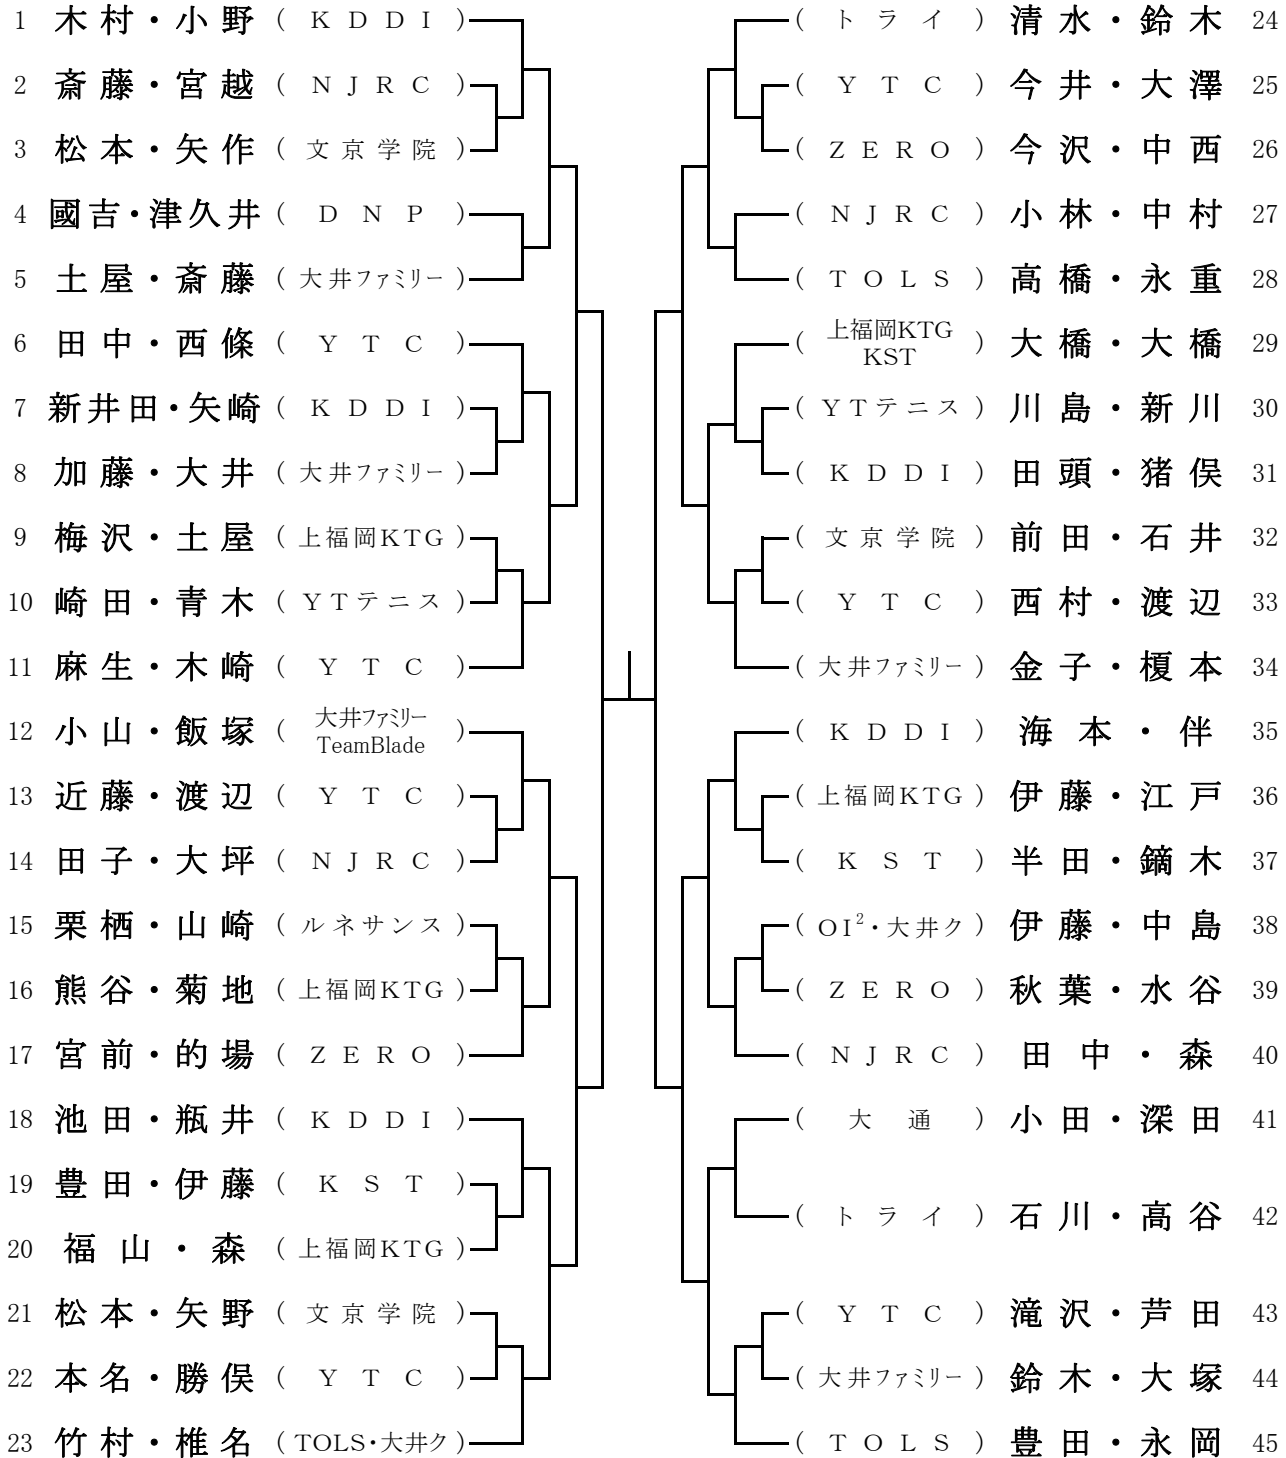 1 木村・小野 ( KDDI )
2 斎藤・宮越 ( NJRC )
3 松本・矢作 ( 文京学院 )
4 國吉・津久井 ( DNP )
5 土屋・斎藤 ( 大井ファミリー )
6 田中・西條 ( YTC )
7 新井田・矢崎 ( KDDI )
8 加藤・大井 ( 大井ファミリー )
9 梅沢・土屋 ( 上福岡KTG )
10 崎田・青木 ( YTテニス )
11 麻生・木崎 ( YTC )
12 小山・飯塚 ( 大井ファミリー TeamBlade )
13 近藤・渡辺 ( YTC )
14 田子・大坪 ( NJRC )
15 栗栖・山崎 ( ルネサンス )
16 熊谷・菊地 ( 上福岡KTG )
17 宮前・的場 ( ZERO )
18 池田・瓶井 ( KDDI )
19 豊田・伊藤 ( KST )
20 福山・森 ( 上福岡KTG )
21 松本・矢野 ( 文京学院 )
22 本名・勝俣 ( YTC )
23 竹村・椎名 ( TOLS・大井ク )
( トライ ) 清水・鈴木 24
( YTC ) 今井・大澤 25
( ZERO ) 今沢・中西 26
( NJRC ) 小林・中村 27
( TOLS ) 高橋・永重 28
( 上福岡KTG KST ) 大橋・大橋 29
( YTテニス ) 川島・新川 30
( KDDI ) 田頭・猪俣 31
( 文京学院 ) 前田・石井 32
( YTC ) 西村・渡辺 33
( 大井ファミリー ) 金子・榎本 34
( KDDI ) 海本・伴 35
( 上福岡KTG ) 伊藤・江戸 36
( KST ) 半田・鏑木 37
( OI²・大井ク ) 伊藤・中島 38
( ZERO ) 秋葉・水谷 39
( NJRC ) 田中・森 40
( 大通 ) 小田・深田 41
( トライ ) 石川・高谷 42
( YTC ) 滝沢・芦田 43
( 大井ファミリー ) 鈴木・大塚 44
( TOLS ) 豊田・永岡 45